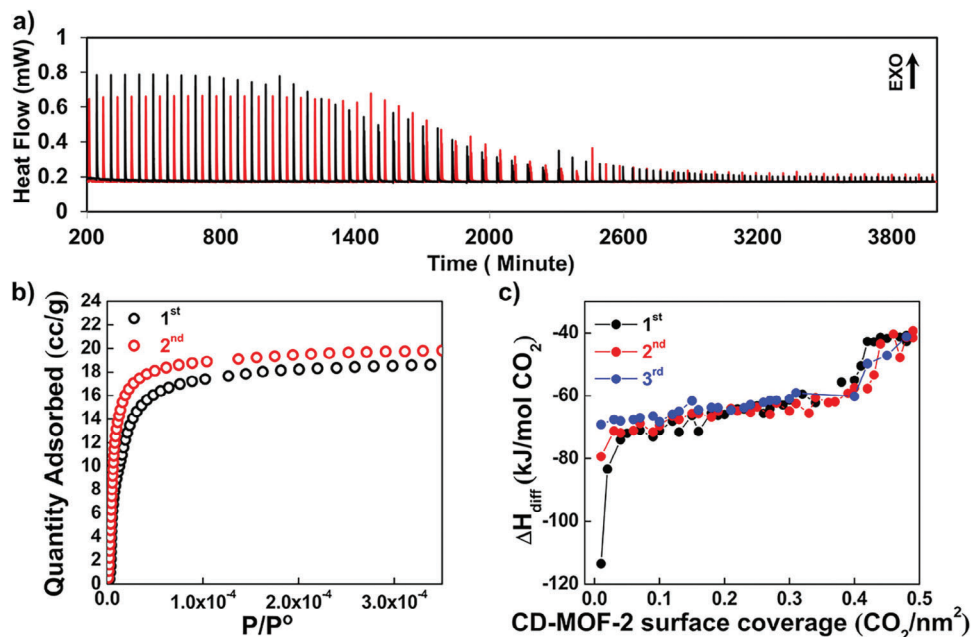 a)
Heat Flow (mW)
1
0.8
0.6
0.4
0.2
0
EXO
200 800 1400 2000 2600 3200 3800
Time ( Minute)
b)
Quantity Adsorbed (cc/g)
24
22
20
18
16
14
12
10
8
6
4
2
0
1st
2nd
0.0 1.0x10⁻⁴ 2.0x10⁻⁴ 3.0x10⁻⁴
P/P⁰
c)
ΔHdiff (kJ/mol CO₂)
-40
-60
-80
-100
-120
1st
2nd
3rd
0.0 0.1 0.2 0.3 0.4 0.5
CD-MOF-2 surface coverage (CO₂/nm²)